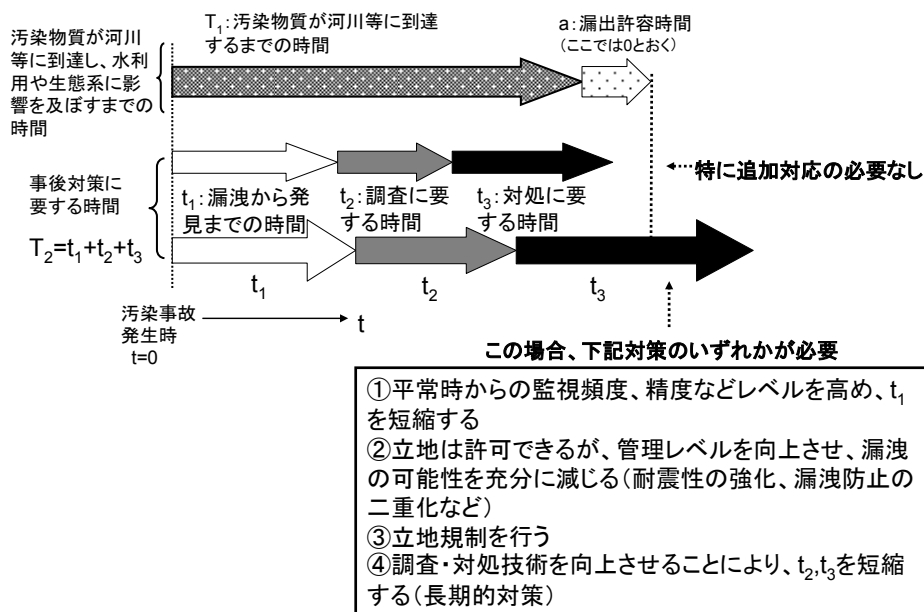 T₁：汚染物質が河川等に到達
するまでの時間
a：漏出許容時間
（ここでは0とおく）
汚染物質が河川
等に到達し、水利
用や生態系に影
響を及ぼすまでの
時間
特に追加対応の必要なし
事後対策に
要する時間
T₂=t₁+t₂+t₃
t₁：漏洩から発
見までの時間
t₂：調査に要
する時間
t₃：対処に要
する時間
t₁
t₂
t₃
汚染事故
発生時
t=0
t
この場合、下記対策のいずれかが必要
①平常時からの監視頻度、精度などレベルを高め、t₁
を短縮する
②立地は許可できるが、管理レベルを向上させ、漏洩
の可能性を充分に減じる（耐震性の強化、漏洩防止の
二重化など）
③立地規制を行う
④調査・対処技術を向上させることにより、t₂,t₃を短縮
する（長期的対策）